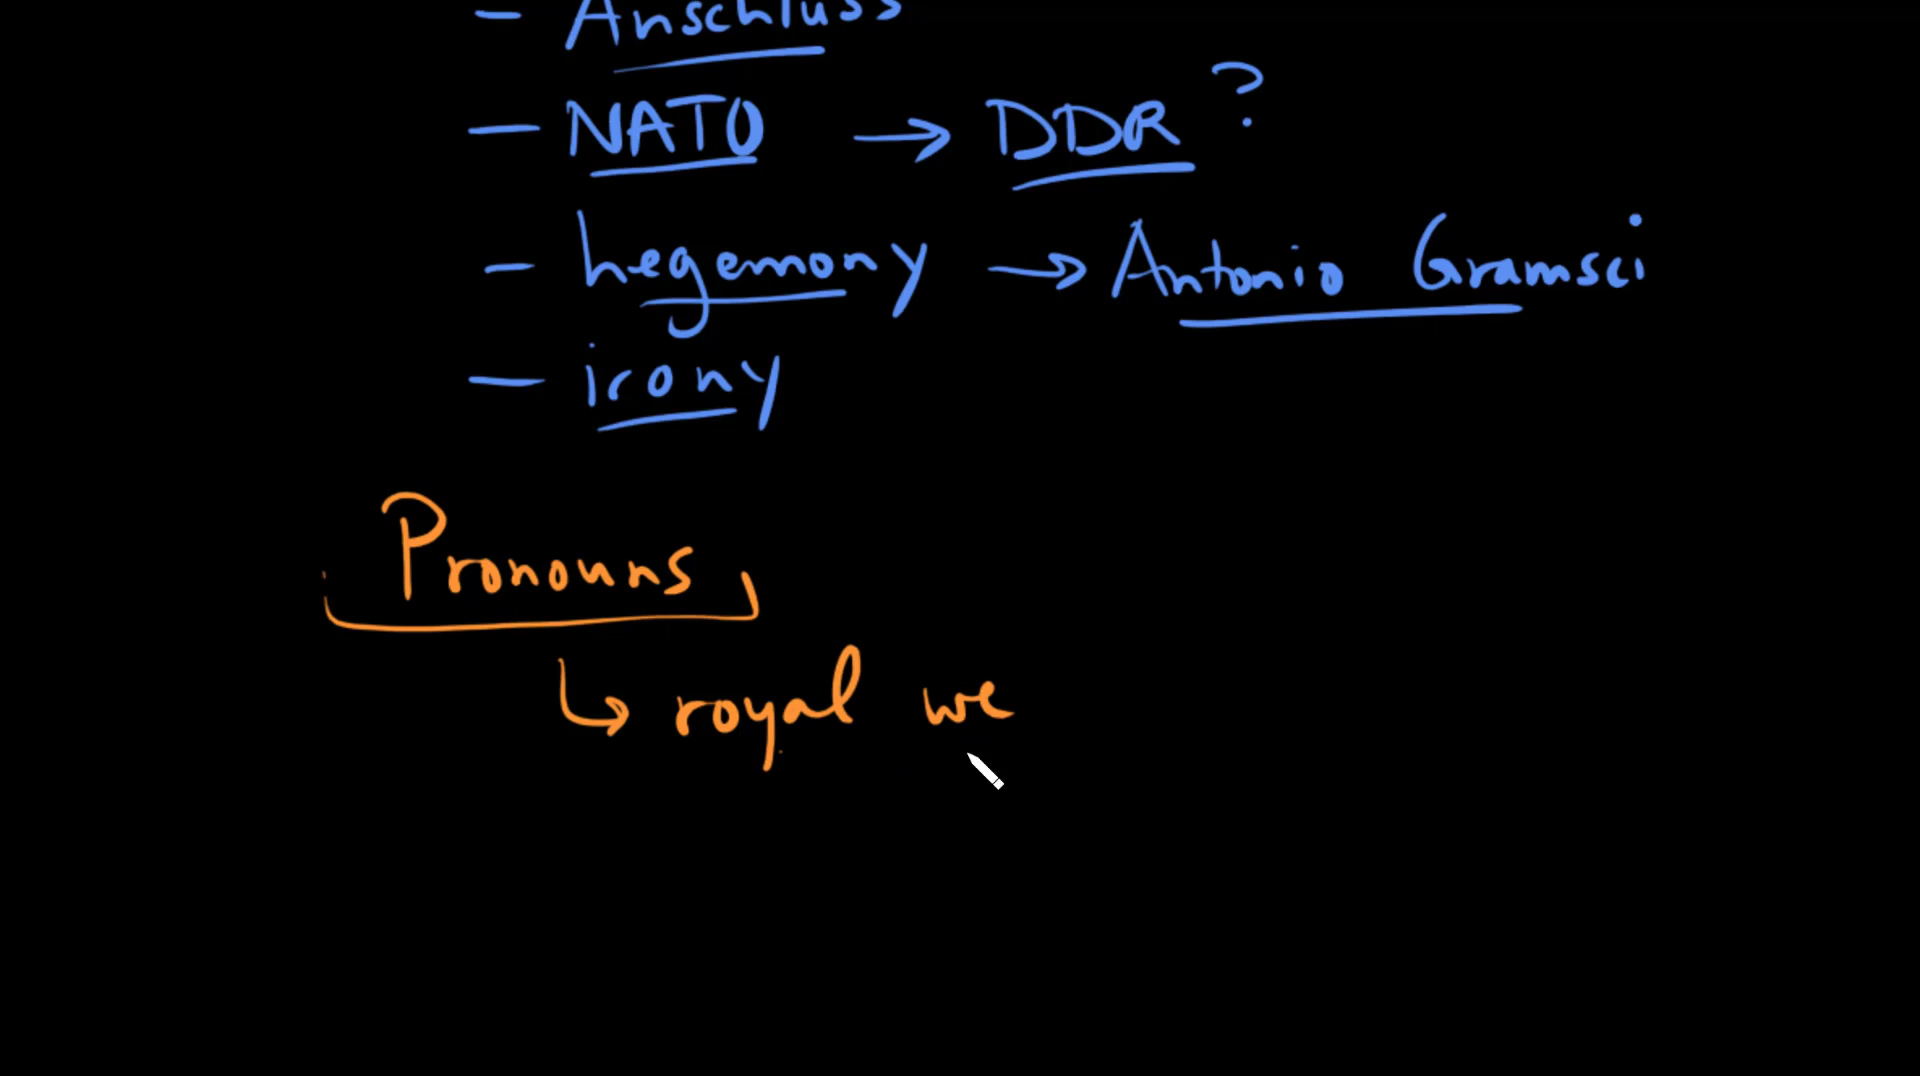 - Anschluss
- NATO → DDR?
- hegemony → Antonio Gramsci
- irony
Pronouns
↳ royal we